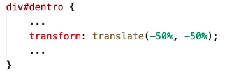 div#dentro {
...
transform: translate(-50%, -50%);
...
}